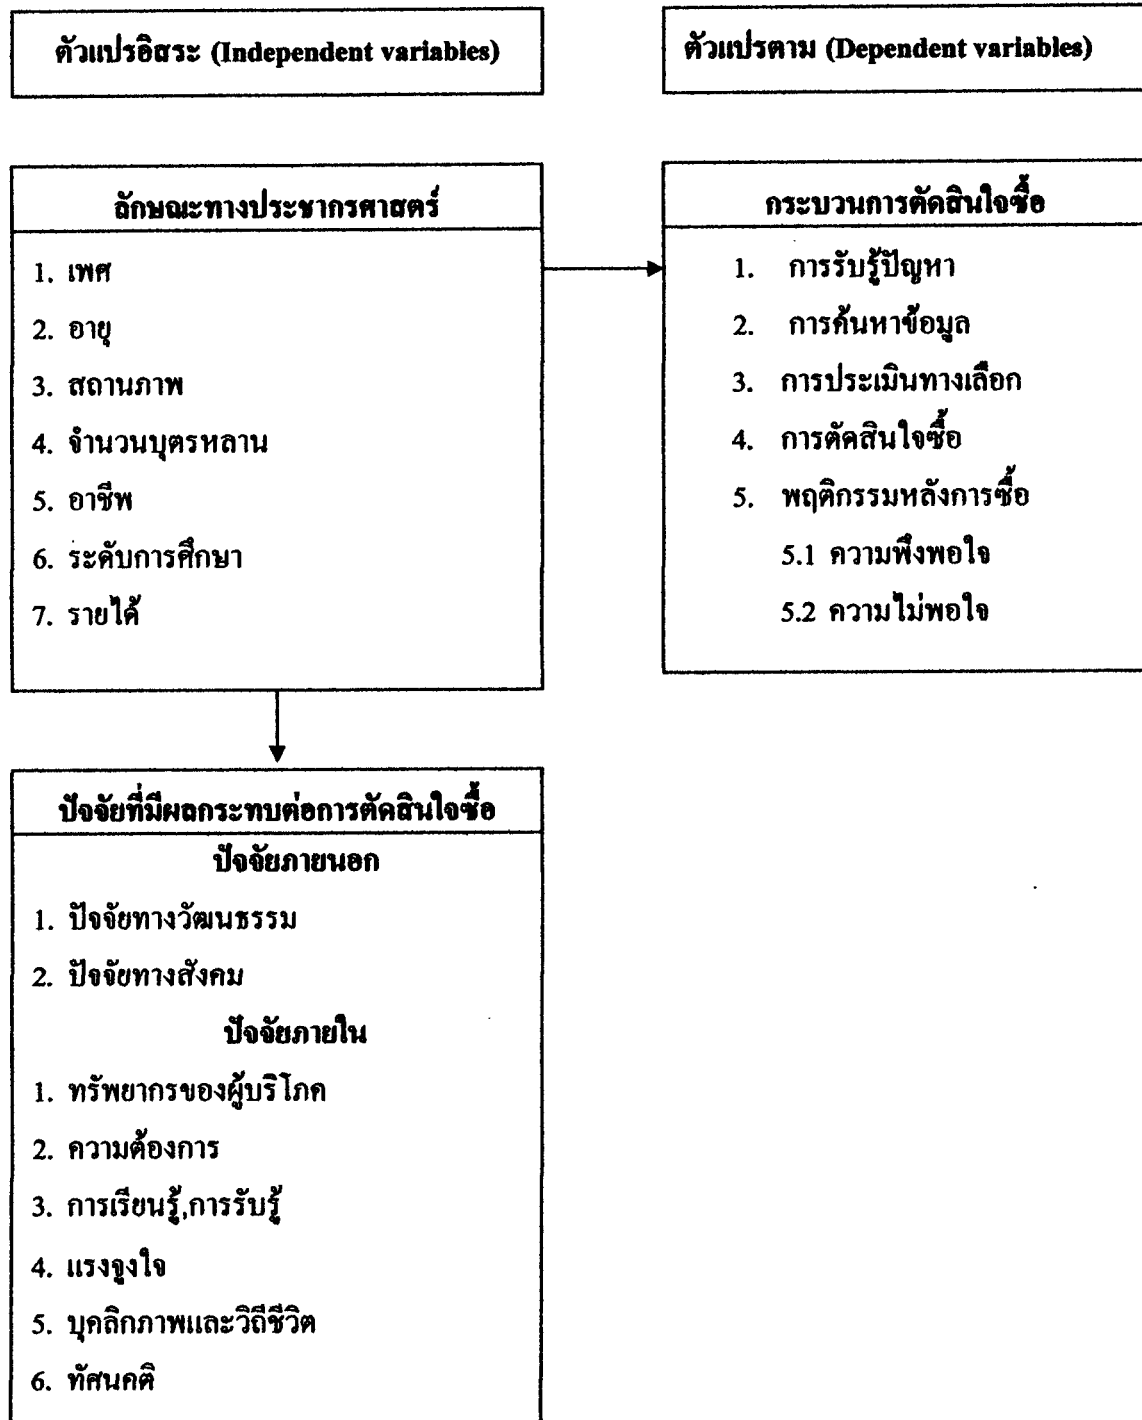 ตัวแปรอิสระ (Independent variables)
ตัวแปรตาม (Dependent variables)
ลักษณะทางประชากรศาสตร์
1. เพศ
2. อายุ
3. สถานภาพ
4. จำนวนบุตรหลาน
5. อาชีพ
6. ระดับการศึกษา
7. รายได้
กระบวนการตัดสินใจซื้อ
1. การรับรู้ปัญหา
2. การค้นหาข้อมูล
3. การประเมินทางเลือก
4. การตัดสินใจซื้อ
5. พฤติกรรมหลังการซื้อ
5.1 ความพึงพอใจ
5.2 ความไม่พอใจ
ปัจจัยที่มีผลกระทบต่อการตัดสินใจซื้อ
ปัจจัยภายนอก
1. ปัจจัยทางวัฒนธรรม
2. ปัจจัยทางสังคม
ปัจจัยภายใน
1. ทรัพยากรของผู้บริโภค
2. ความต้องการ
3. การเรียนรู้,การรับรู้
4. แรงจูงใจ
5. บุคลิกภาพและวิถีชีวิต
6. ทัศนคติ